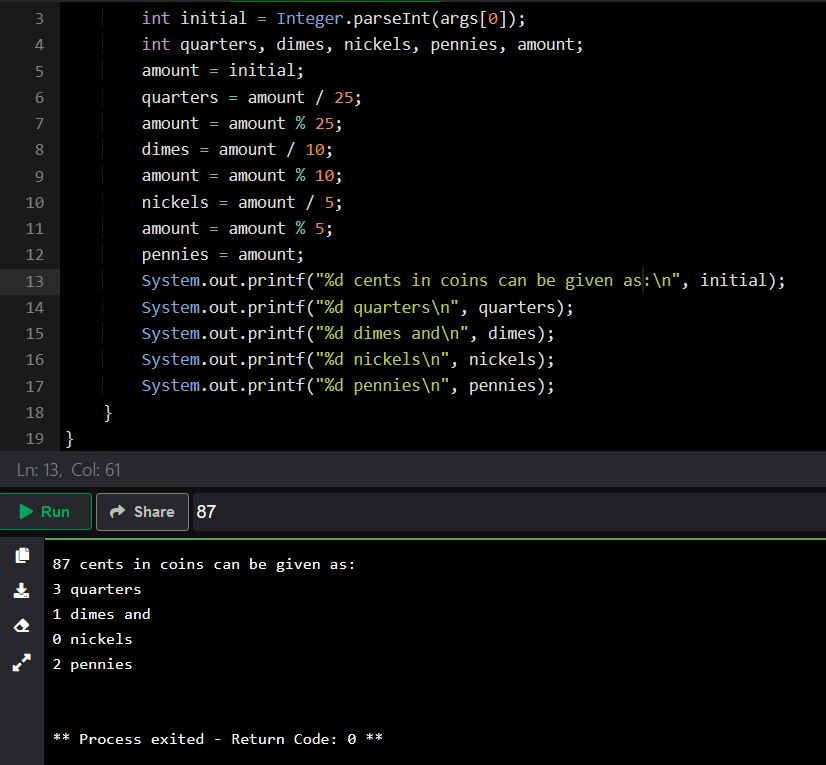 3 int initial = Integer.parseInt(args[0]);
4 int quarters, dimes, nickels, pennies, amount;
5 amount = initial;
6 quarters = amount / 25;
7 amount = amount % 25;
8 dimes = amount / 10;
9 amount = amount % 10;
10 nickels = amount / 5;
11 amount = amount % 5;
12 pennies = amount;
13 System.out.printf("%d cents in coins can be given as:\n", initial);
14 System.out.printf("%d quarters\n", quarters);
15 System.out.printf("%d dimes and\n", dimes);
16 System.out.printf("%d nickels\n", nickels);
17 System.out.printf("%d pennies\n", pennies);
18 }
19 }
Ln: 13, Col: 61
Run Share 87
87 cents in coins can be given as:
3 quarters
1 dimes and
0 nickels
2 pennies
** Process exited - Return Code: 0 **